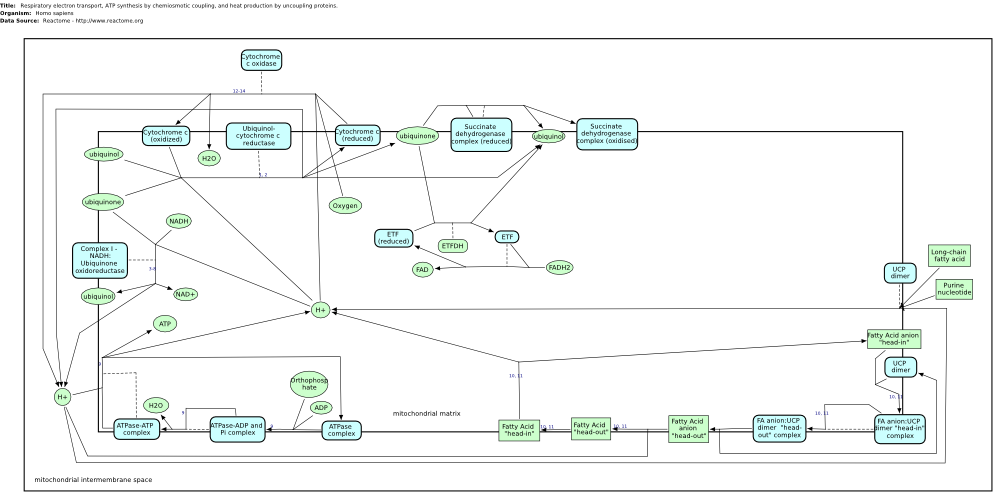 Title: Respiratory electron transport, ATP synthesis by chemiosmotic coupling, and heat production by uncoupling proteins.
Organism: Homo sapiens
Data Source: Reactome - http://www.reactome.org
Cytochrome
c oxidase
12-14
Cytochrome c
(oxidized)
Ubiquinol-
cytochrome c
reductase
Cytochrome c
(reduced)
ubiquinone
Succinate
dehydrogenase
complex (reduced)
ubiquinol
Succinate
dehydrogenase
complex (oxidised)
ubiquinol
H2O
1, 2
ubiquinone
Oxygen
NADH
ETF
(reduced)
ETFDH
ETF
Complex I -
NADH:
Ubiquinone
oxidoreductase
3-8
FAD
FADH2
Long-chain
fatty acid
UCP
dimer
Purine
nucleotide
ubiquinol
NAD+
H+
ATP
Fatty Acid anion
"head-in"
UCP
dimer
10, 11
Orthophosp
hate
H+
10, 11
H2O
9
ADP
mitochondrial matrix
10, 11
ATPase-ATP
complex
ATPase-ADP and
Pi complex
ATPase
complex
Fatty Acid
"head-in"
10, 11
Fatty Acid
"head-out"
10, 11
Fatty Acid
anion
"head-out"
FA anion:UCP
dimer "head-
out" complex
FA anion:UCP
dimer "head-in"
complex
mitochondrial intermembrane space